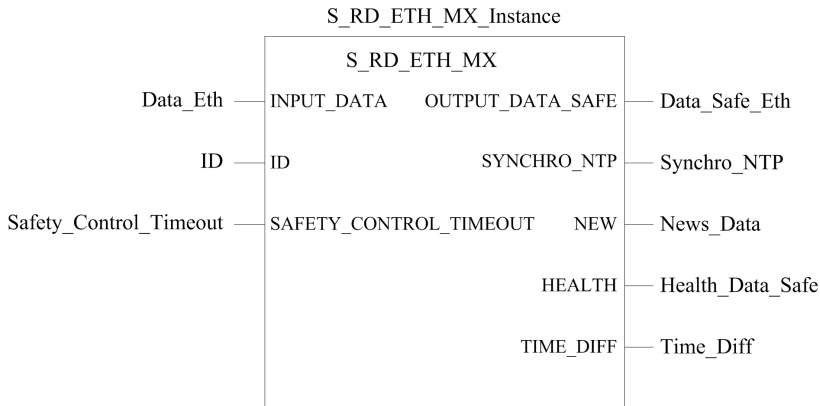 S_RD_ETH_MX_Instance
S_RD_ETH_MX
Data_Eth INPUT_DATA OUTPUT_DATA_SAFE Data_Safe_Eth
ID ID SYNCHRO_NTP Synchro_NTP
Safety_Control_Timeout SAFETY_CONTROL_TIMEOUT NEW News_Data
HEALTH Health_Data_Safe
TIME_DIFF Time_Diff